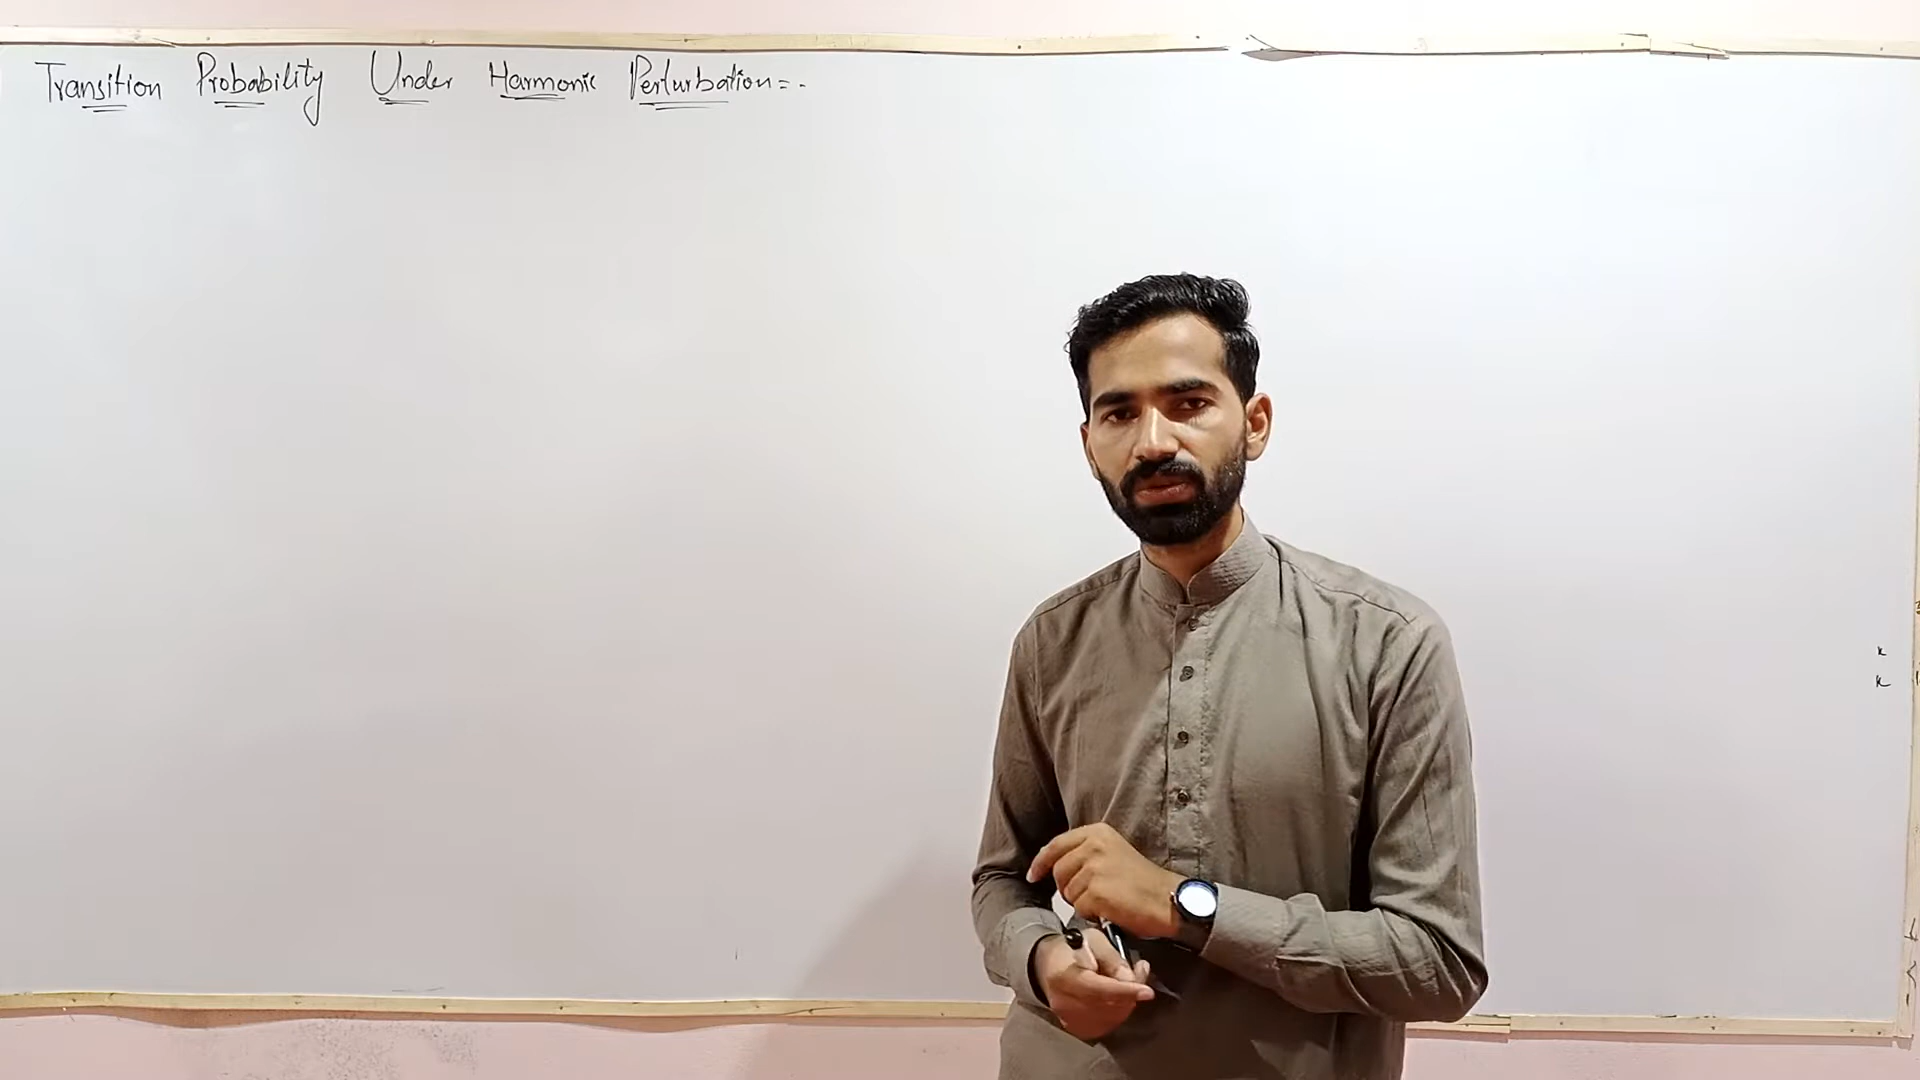 Transition Probability Under Harmonic Perturbation = -
k
k